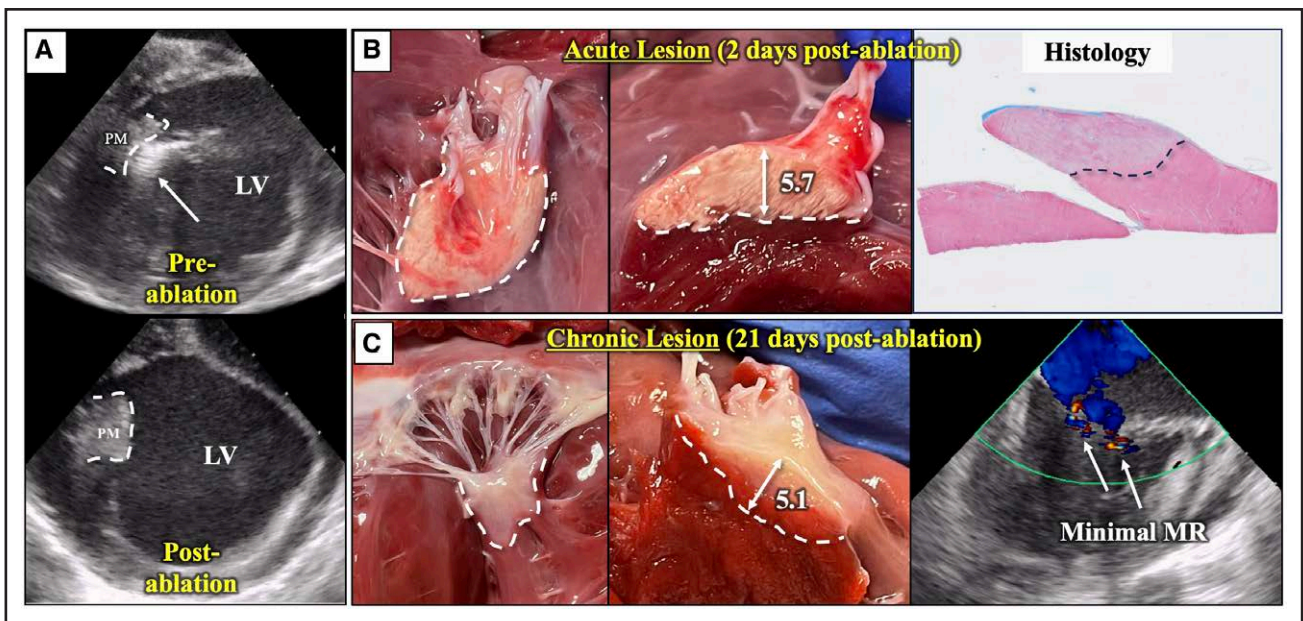 A
PM
LV
Pre-
ablation
PM
LV
Post-
ablation
B
Acute Lesion (2 days post-ablation)
5.7
Histology
C
Chronic Lesion (21 days post-ablation)
5.1
Minimal MR